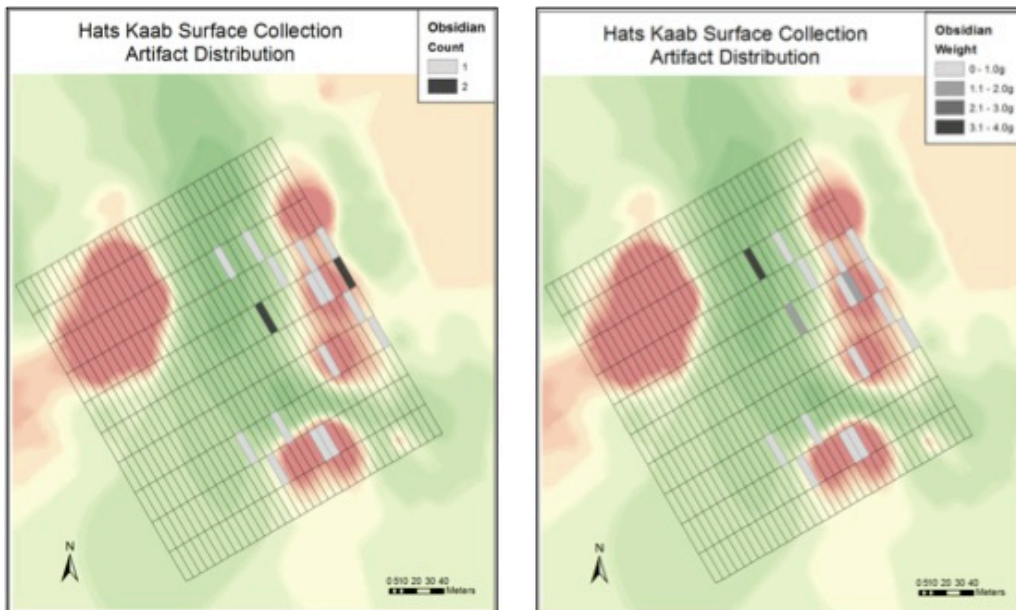 Hats Kaab Surface Collection
Artifact Distribution
Obsidian
Count
1
2
N
0 5 10 20 30 40
Meters
Hats Kaab Surface Collection
Artifact Distribution
Obsidian
Weight
0 - 1.0g
1.1 - 2.0g
2.1 - 3.0g
3.1 - 4.0g
N
0 5 10 20 30 40
Meters